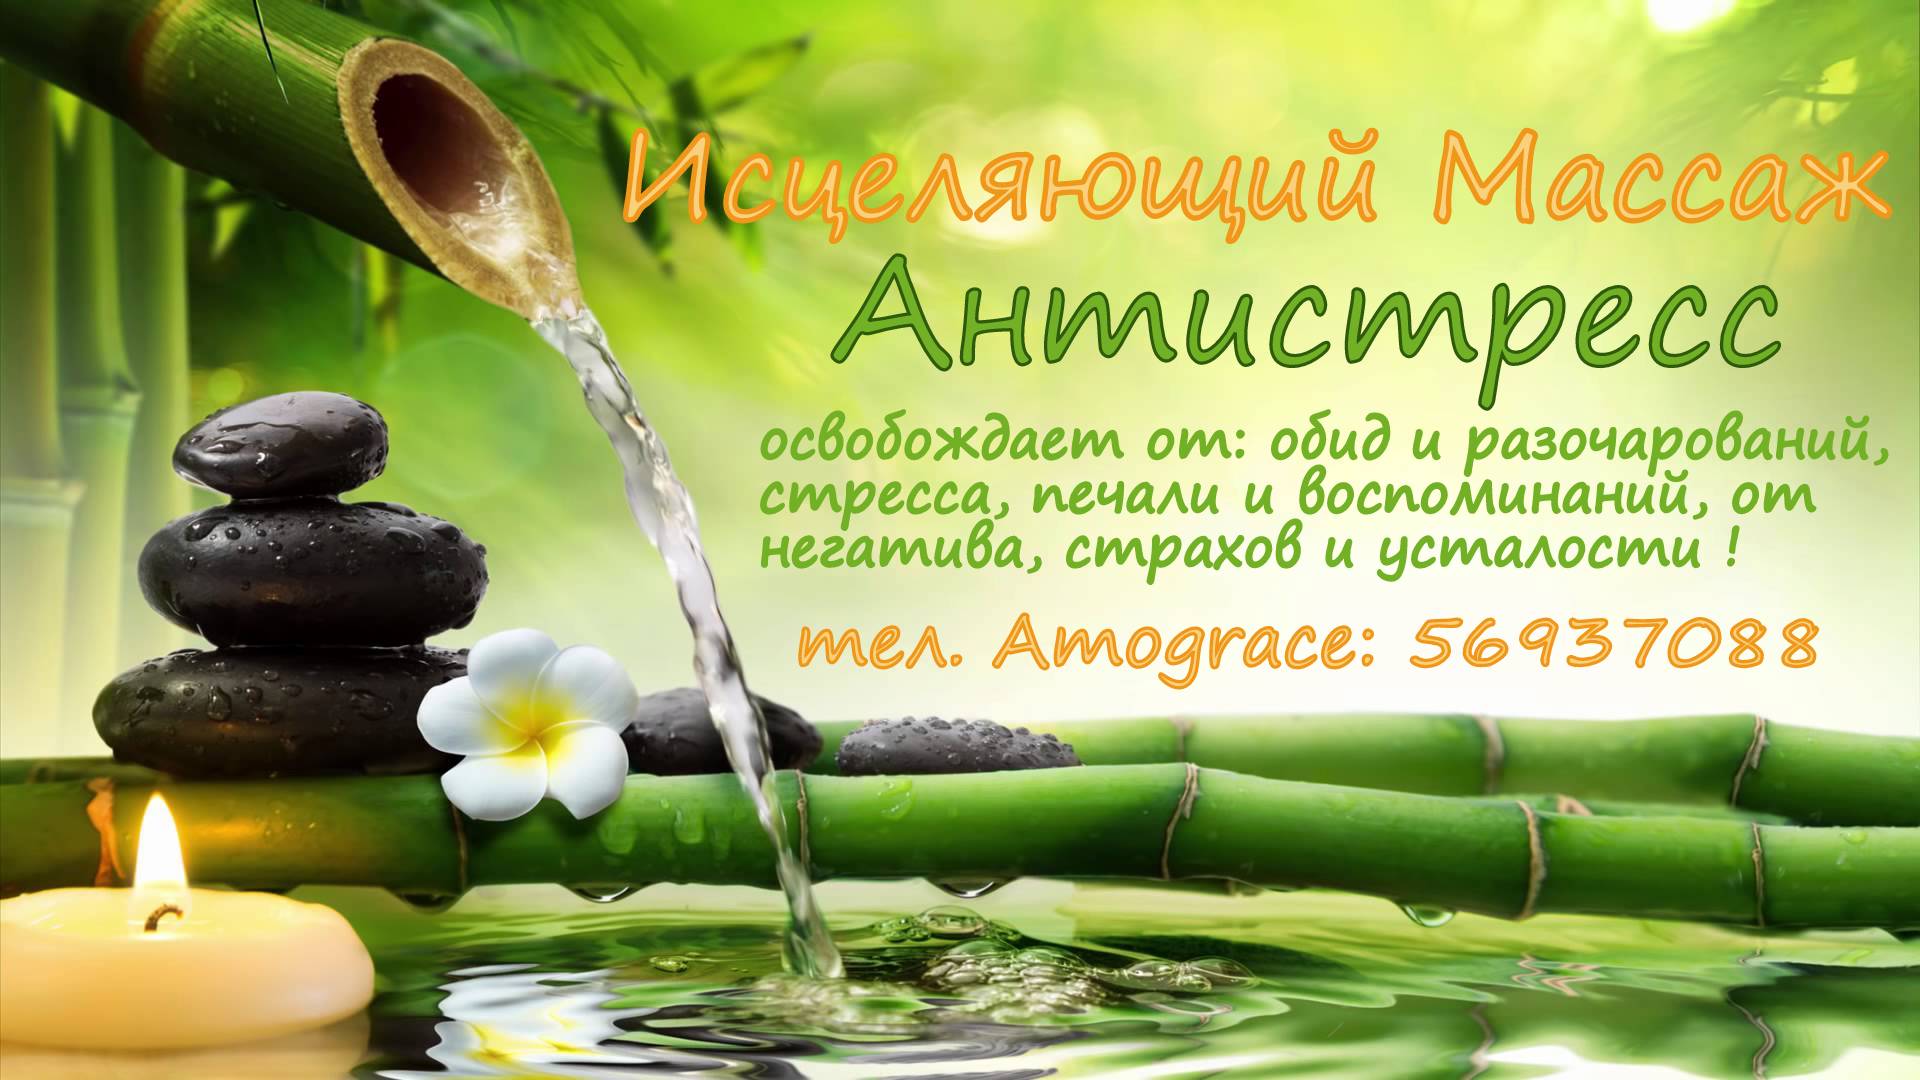 Исцеляющий Массаж
Антистресс
освобождает от: обид и разочарований,
стресса, печали и воспоминаний, от
негатива, страхов и усталости !
тел. Amograce: 56937088